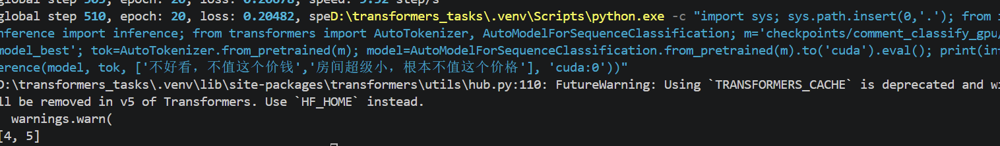 global step 510, epoch: 20, loss: 0.20482, speD:\transformers_tasks\.venv\Scripts\python.exe -c "import sys; sys.path.insert(0,'.'); from i
nference import inference; from transformers import AutoTokenizer, AutoModelForSequenceClassification; m='checkpoints/comment_classify_gpu/
model_best'; tok=AutoTokenizer.from_pretrained(m); model=AutoModelForSequenceClassification.from_pretrained(m).to('cuda').eval(); print(inf
erence(model, tok, ['不好看，不值这个价钱','房间超级小，根本不值这个价格'], 'cuda:0'))"
D:\transformers_tasks\.venv\lib\site-packages\transformers\utils\hub.py:110: FutureWarning: Using `TRANSFORMERS_CACHE` is deprecated and wi
ll be removed in v5 of Transformers. Use `HF_HOME` instead.
  warnings.warn(
[4, 5]